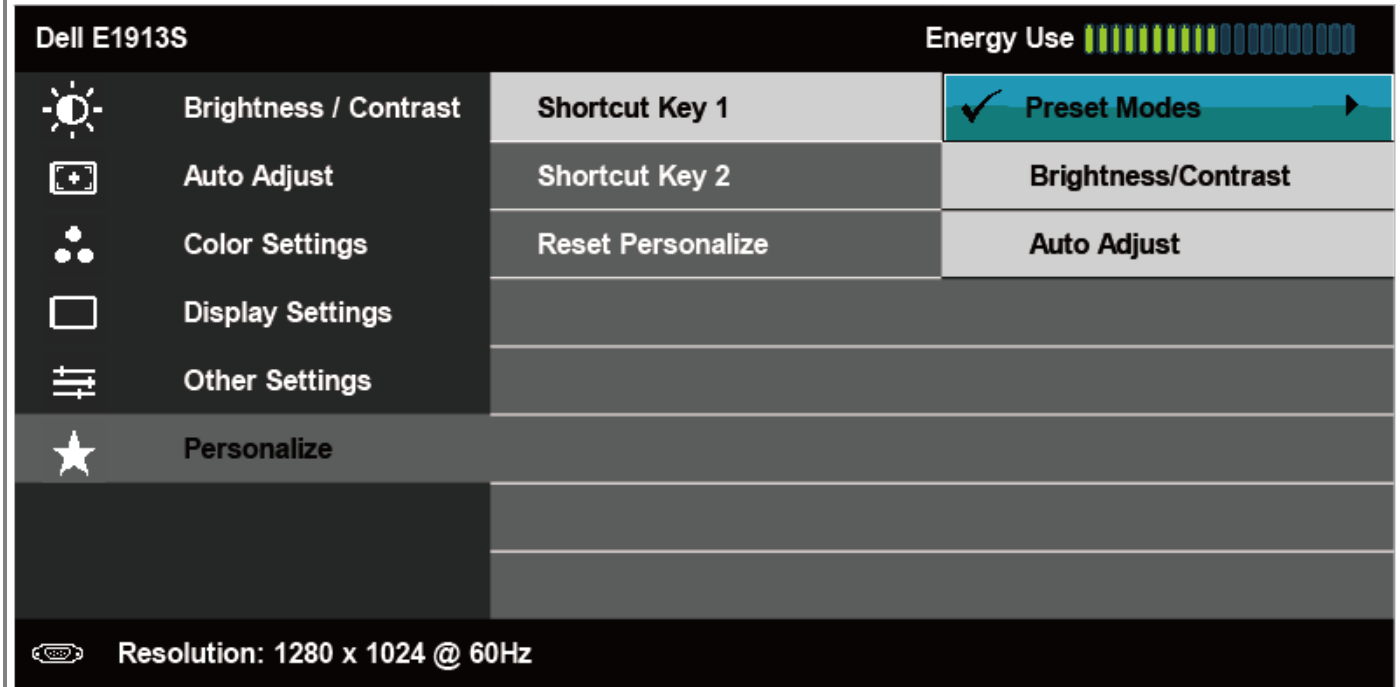 Dell E1913S Energy Use
Brightness / Contrast Shortcut Key 1 Preset Modes
Auto Adjust Shortcut Key 2 Brightness/Contrast
Color Settings Reset Personalize Auto Adjust
Display Settings
Other Settings
Personalize
Resolution: 1280 x 1024 @ 60Hz